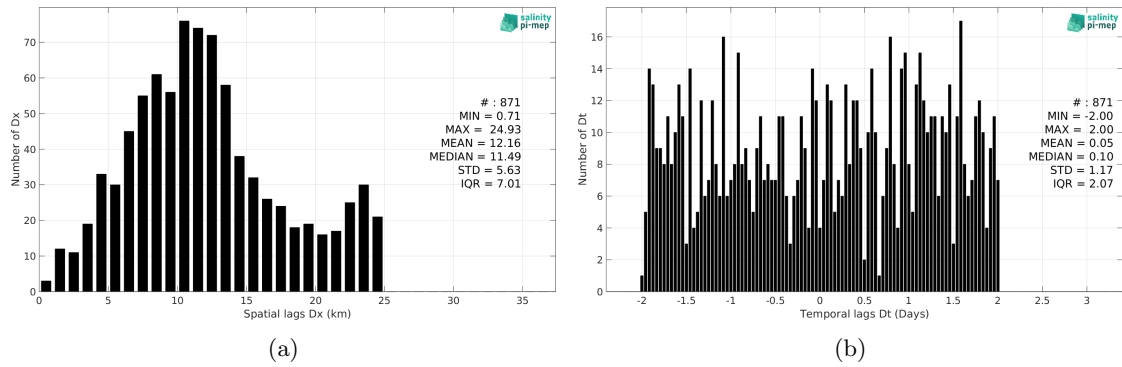 salinity
pi-mep
Number of Dx
70
60
50
40
30
20
10
0
# : 871
MIN = 0.71
MAX = 24.93
MEAN = 12.16
MEDIAN = 11.49
STD = 5.63
IQR = 7.01
0 5 10 15 20 25 30 35
Spatial lags Dx (km)
(a)
salinity
pi-mep
Number of Dt
16
14
12
10
8
6
4
2
0
# : 871
MIN = -2.00
MAX = 2.00
MEAN = 0.05
MEDIAN = 0.10
STD = 1.17
IQR = 2.07
-2 -1.5 -1 -0.5 0 0.5 1 1.5 2 2.5 3
Temporal lags Dt (Days)
(b)